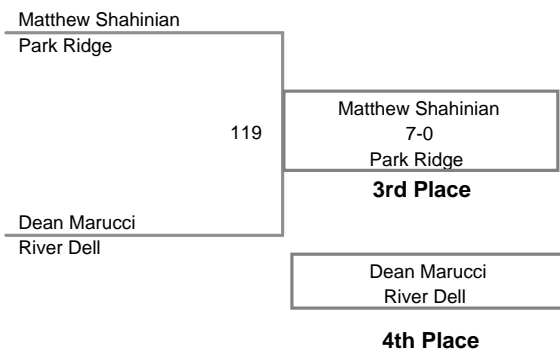 Matthew Shahinian
Park Ridge
119
Matthew Shahinian
7-0
Park Ridge
3rd Place
Dean Marucci
River Dell
Dean Marucci
River Dell
4th Place